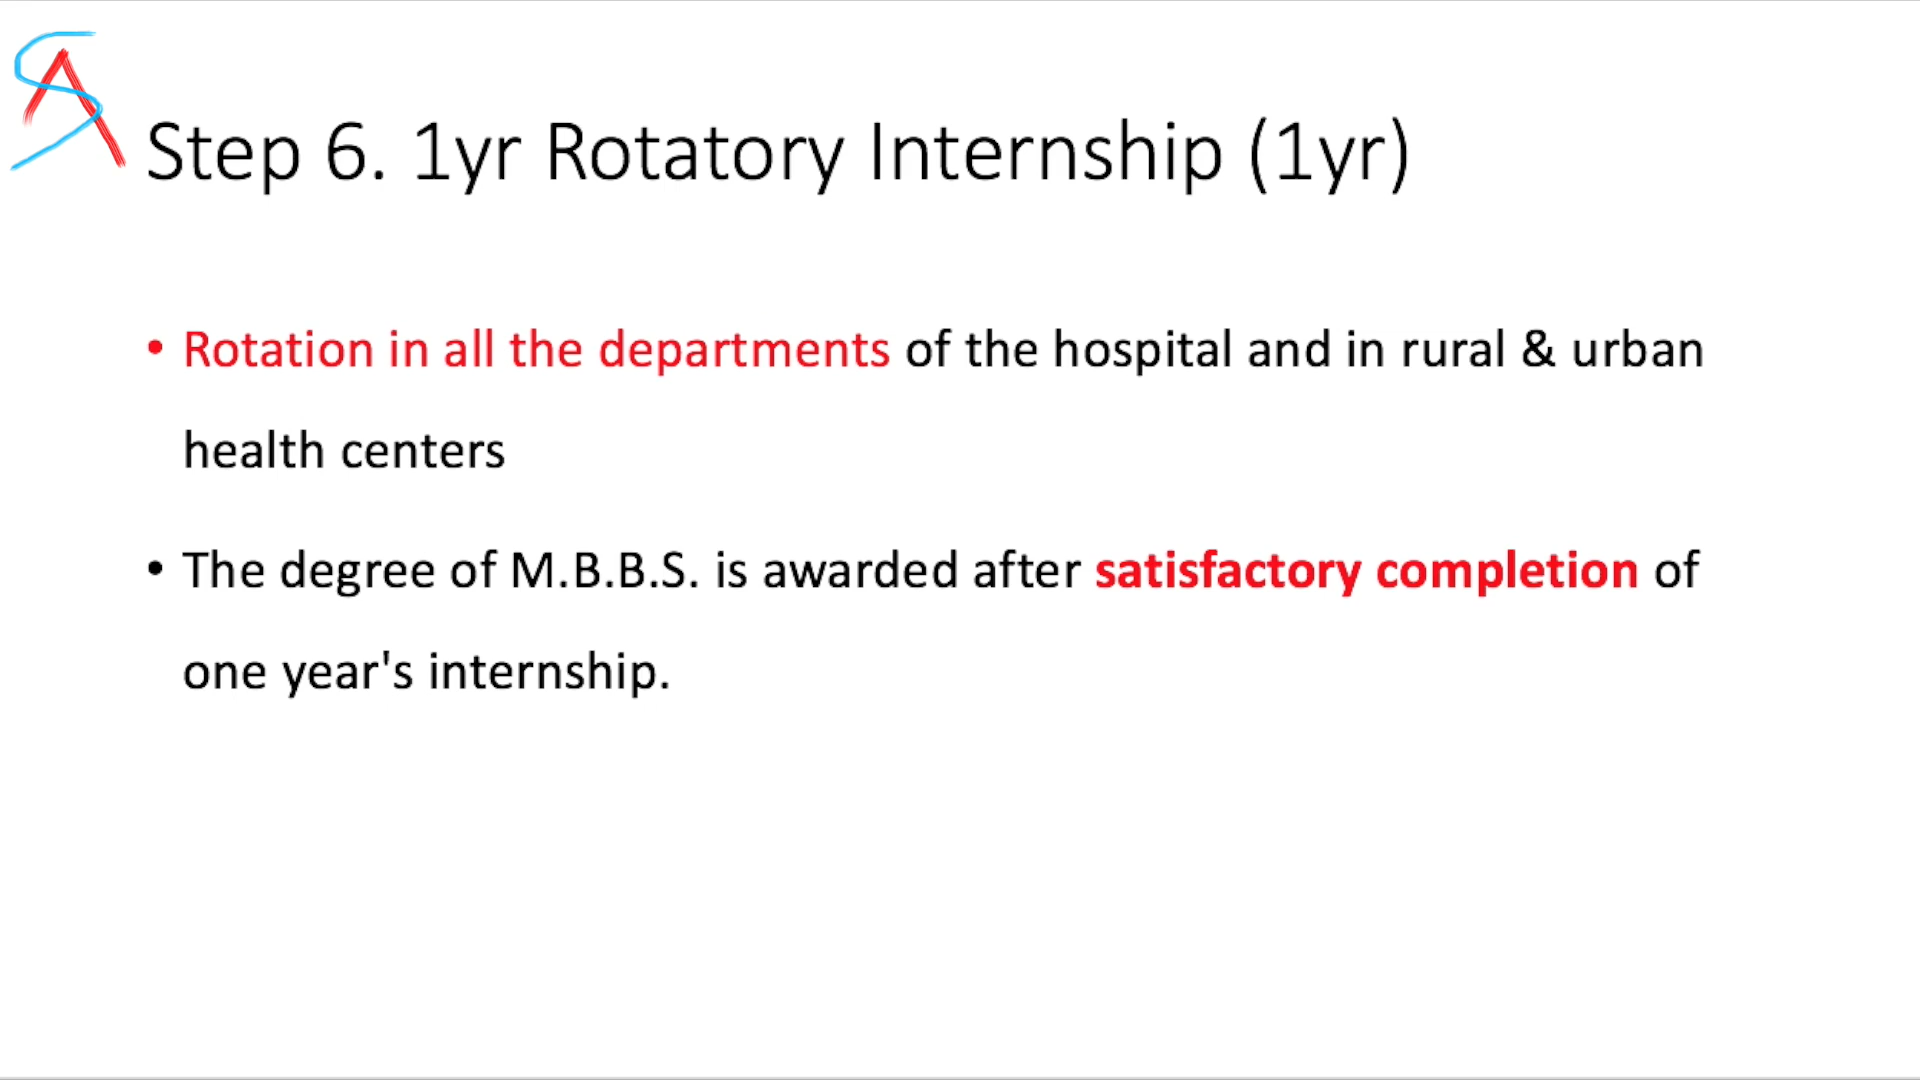 SA
Step 6. 1yr Rotatory Internship (1yr)
• Rotation in all the departments of the hospital and in rural & urban
health centers
• The degree of M.B.B.S. is awarded after satisfactory completion of
one year's internship.